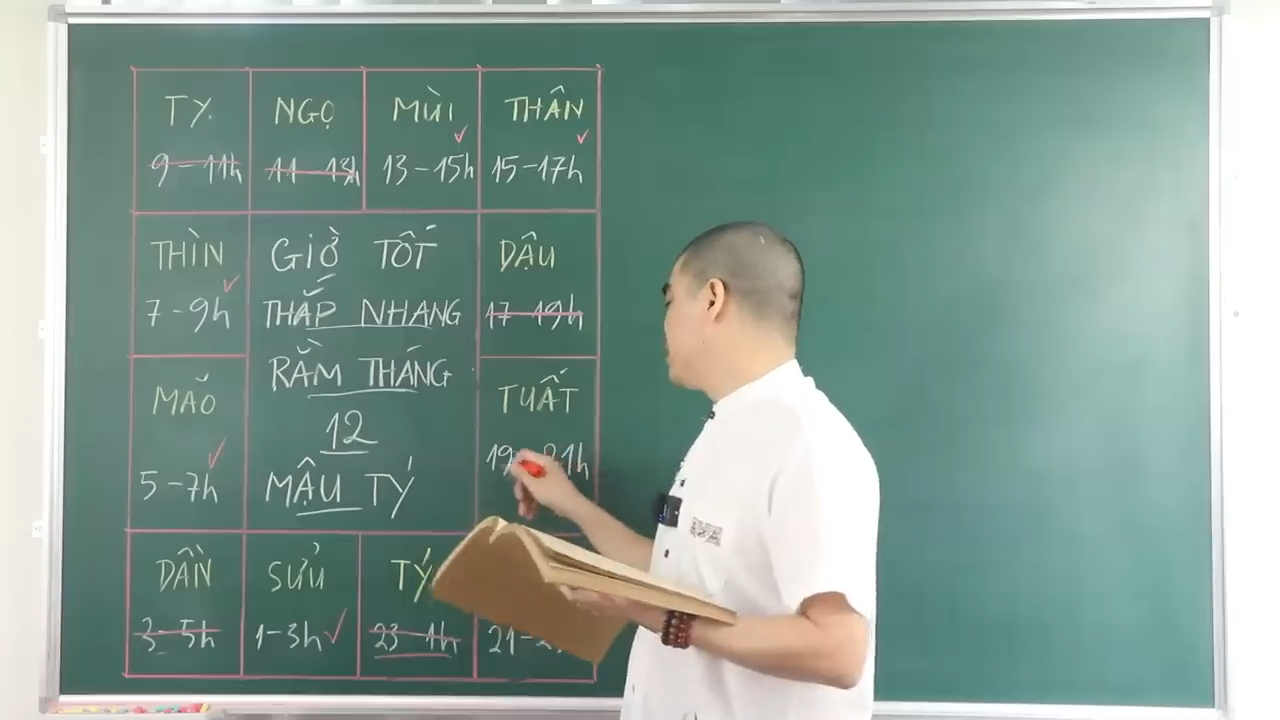 TỴ
9-11h
NGỌ
11-13h
MÙI
13-15h
THÂN
15-17h
THÌN
7-9h
GIỜ TỐT
THẮP NHANG
RẰM THÁNG
12
MẬU TÝ
DẬU
17-19h
MÃO
5-7h
TUẤT
DẦN
3-5h
SỬU
1-3h
TÝ
23-1h